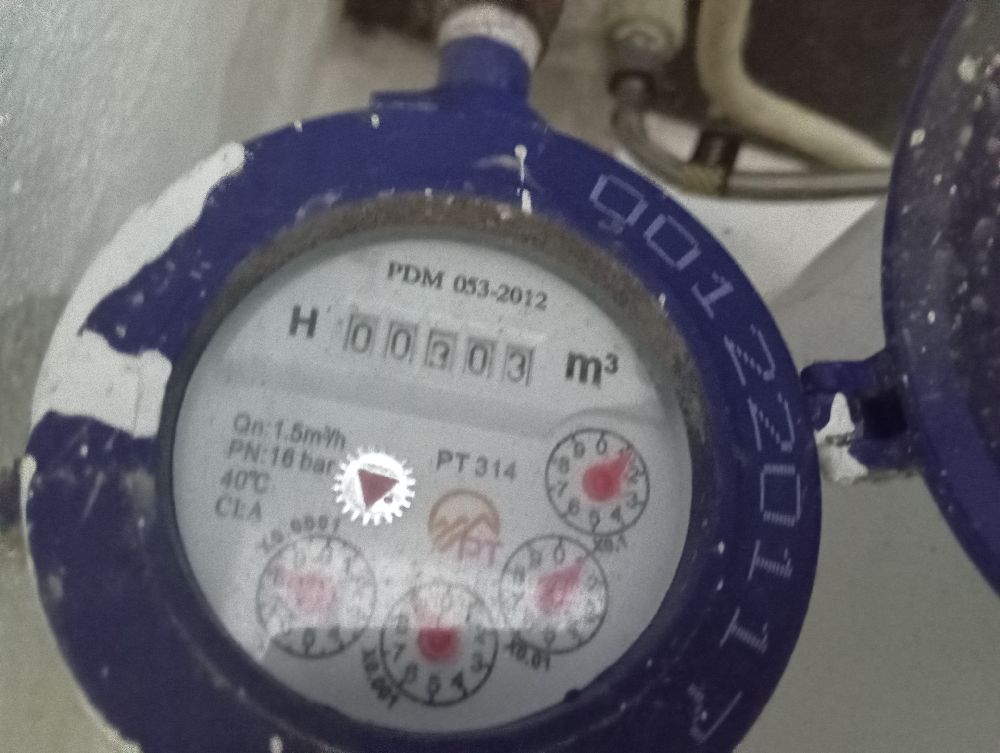 PDM 053-2012
H 00303 m³
Qn: 1.5m³/h
PN: 16 bar
PT 314
40°C
CLA
PT
X0.1
X0.01
X0.001
X0.0001